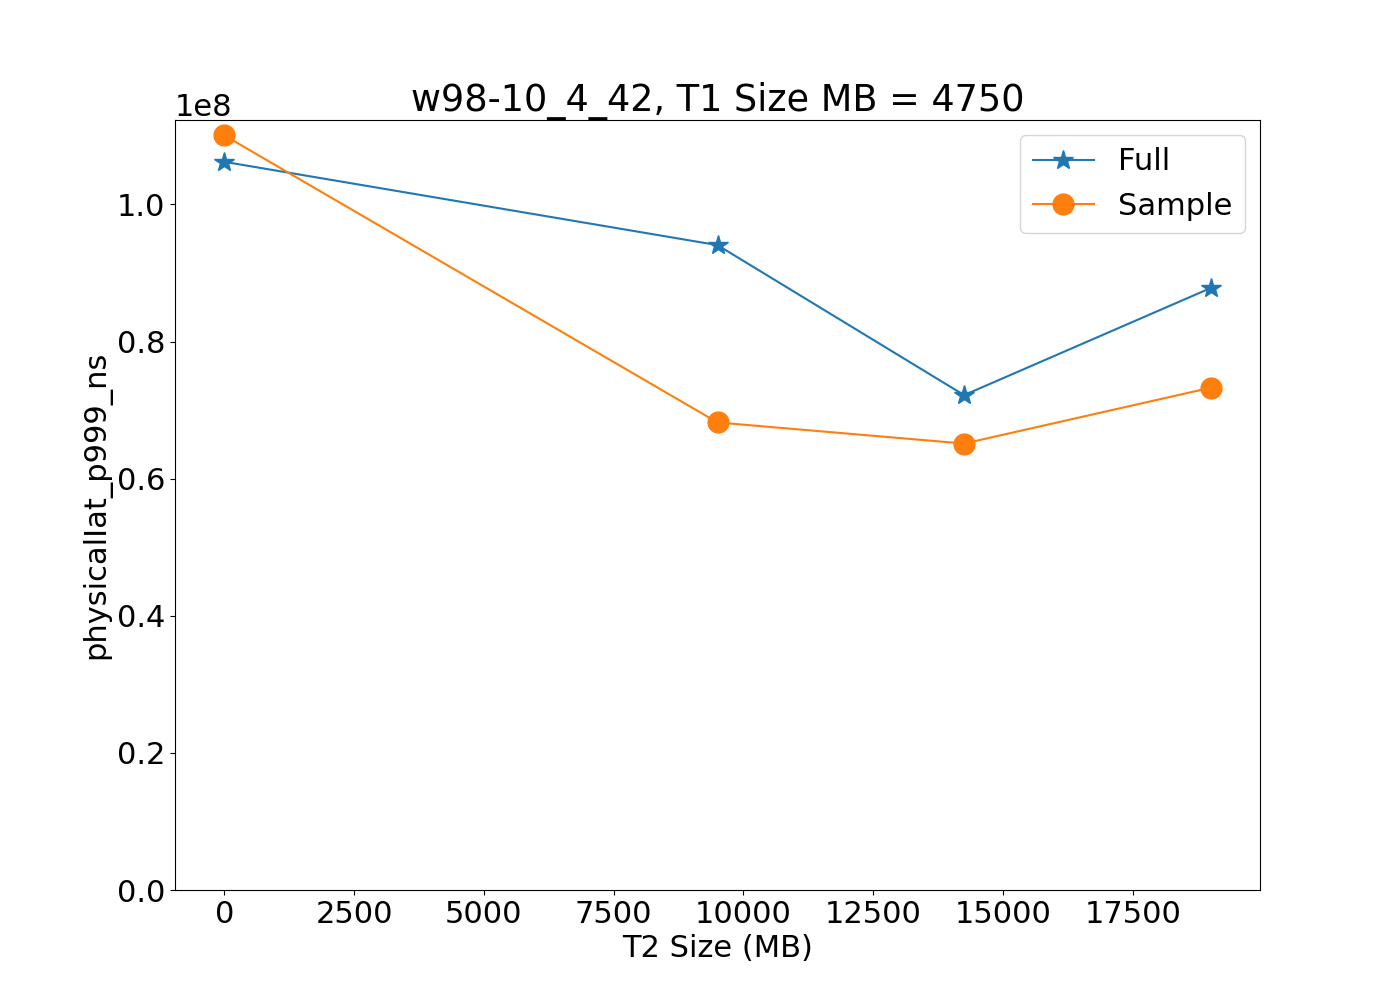 w98-10_4_42, T1 Size MB = 4750
1e8
Full
Sample
1.0
0.8
0.6
0.4
0.2
0.0
physicallat_p999_ns
0 2500 5000 7500 10000 12500 15000 17500
T2 Size (MB)